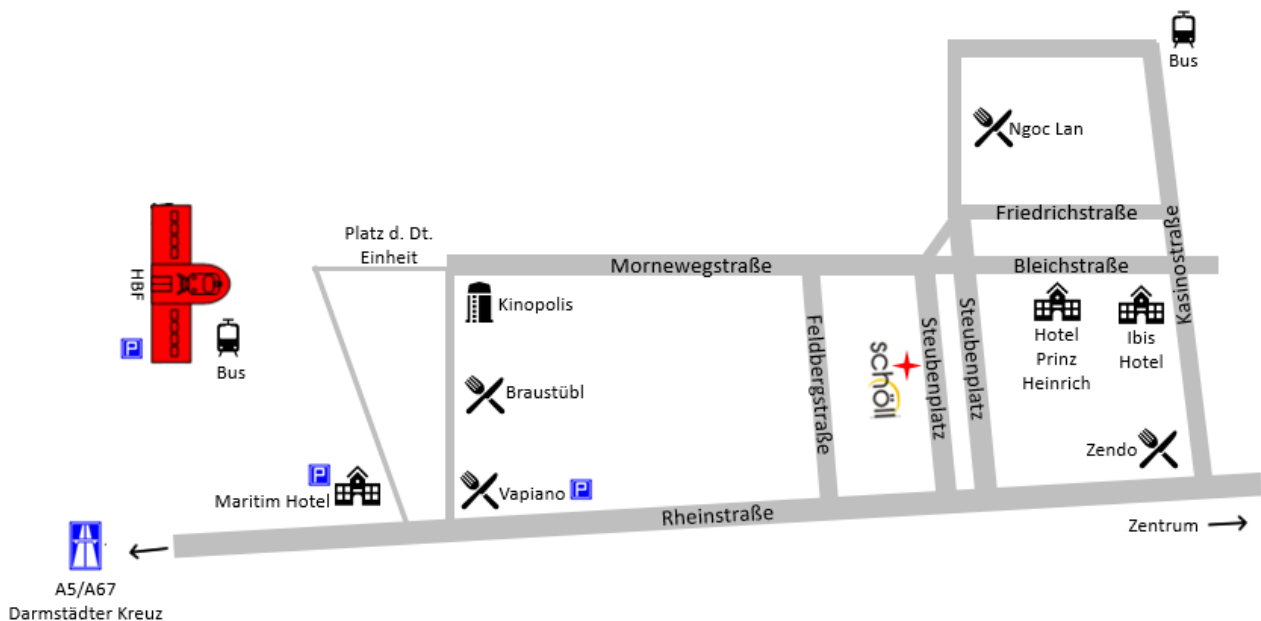 Bus
Ngoc Lan
Friedrichstraße
Kasinostraße
Platz d. Dt.
Einheit
Mornewegstraße
Bleichstraße
HBF
P
Bus
Kinopolis
Braustübl
Feldbergstraße
schöll
Steubenplatz
Steubenplatz
Hotel
Prinz
Heinrich
Ibis
Hotel
Zendo
P
Maritim Hotel
Vapiano P
Rheinstraße
Zentrum
A5/A67
Darmstädter Kreuz